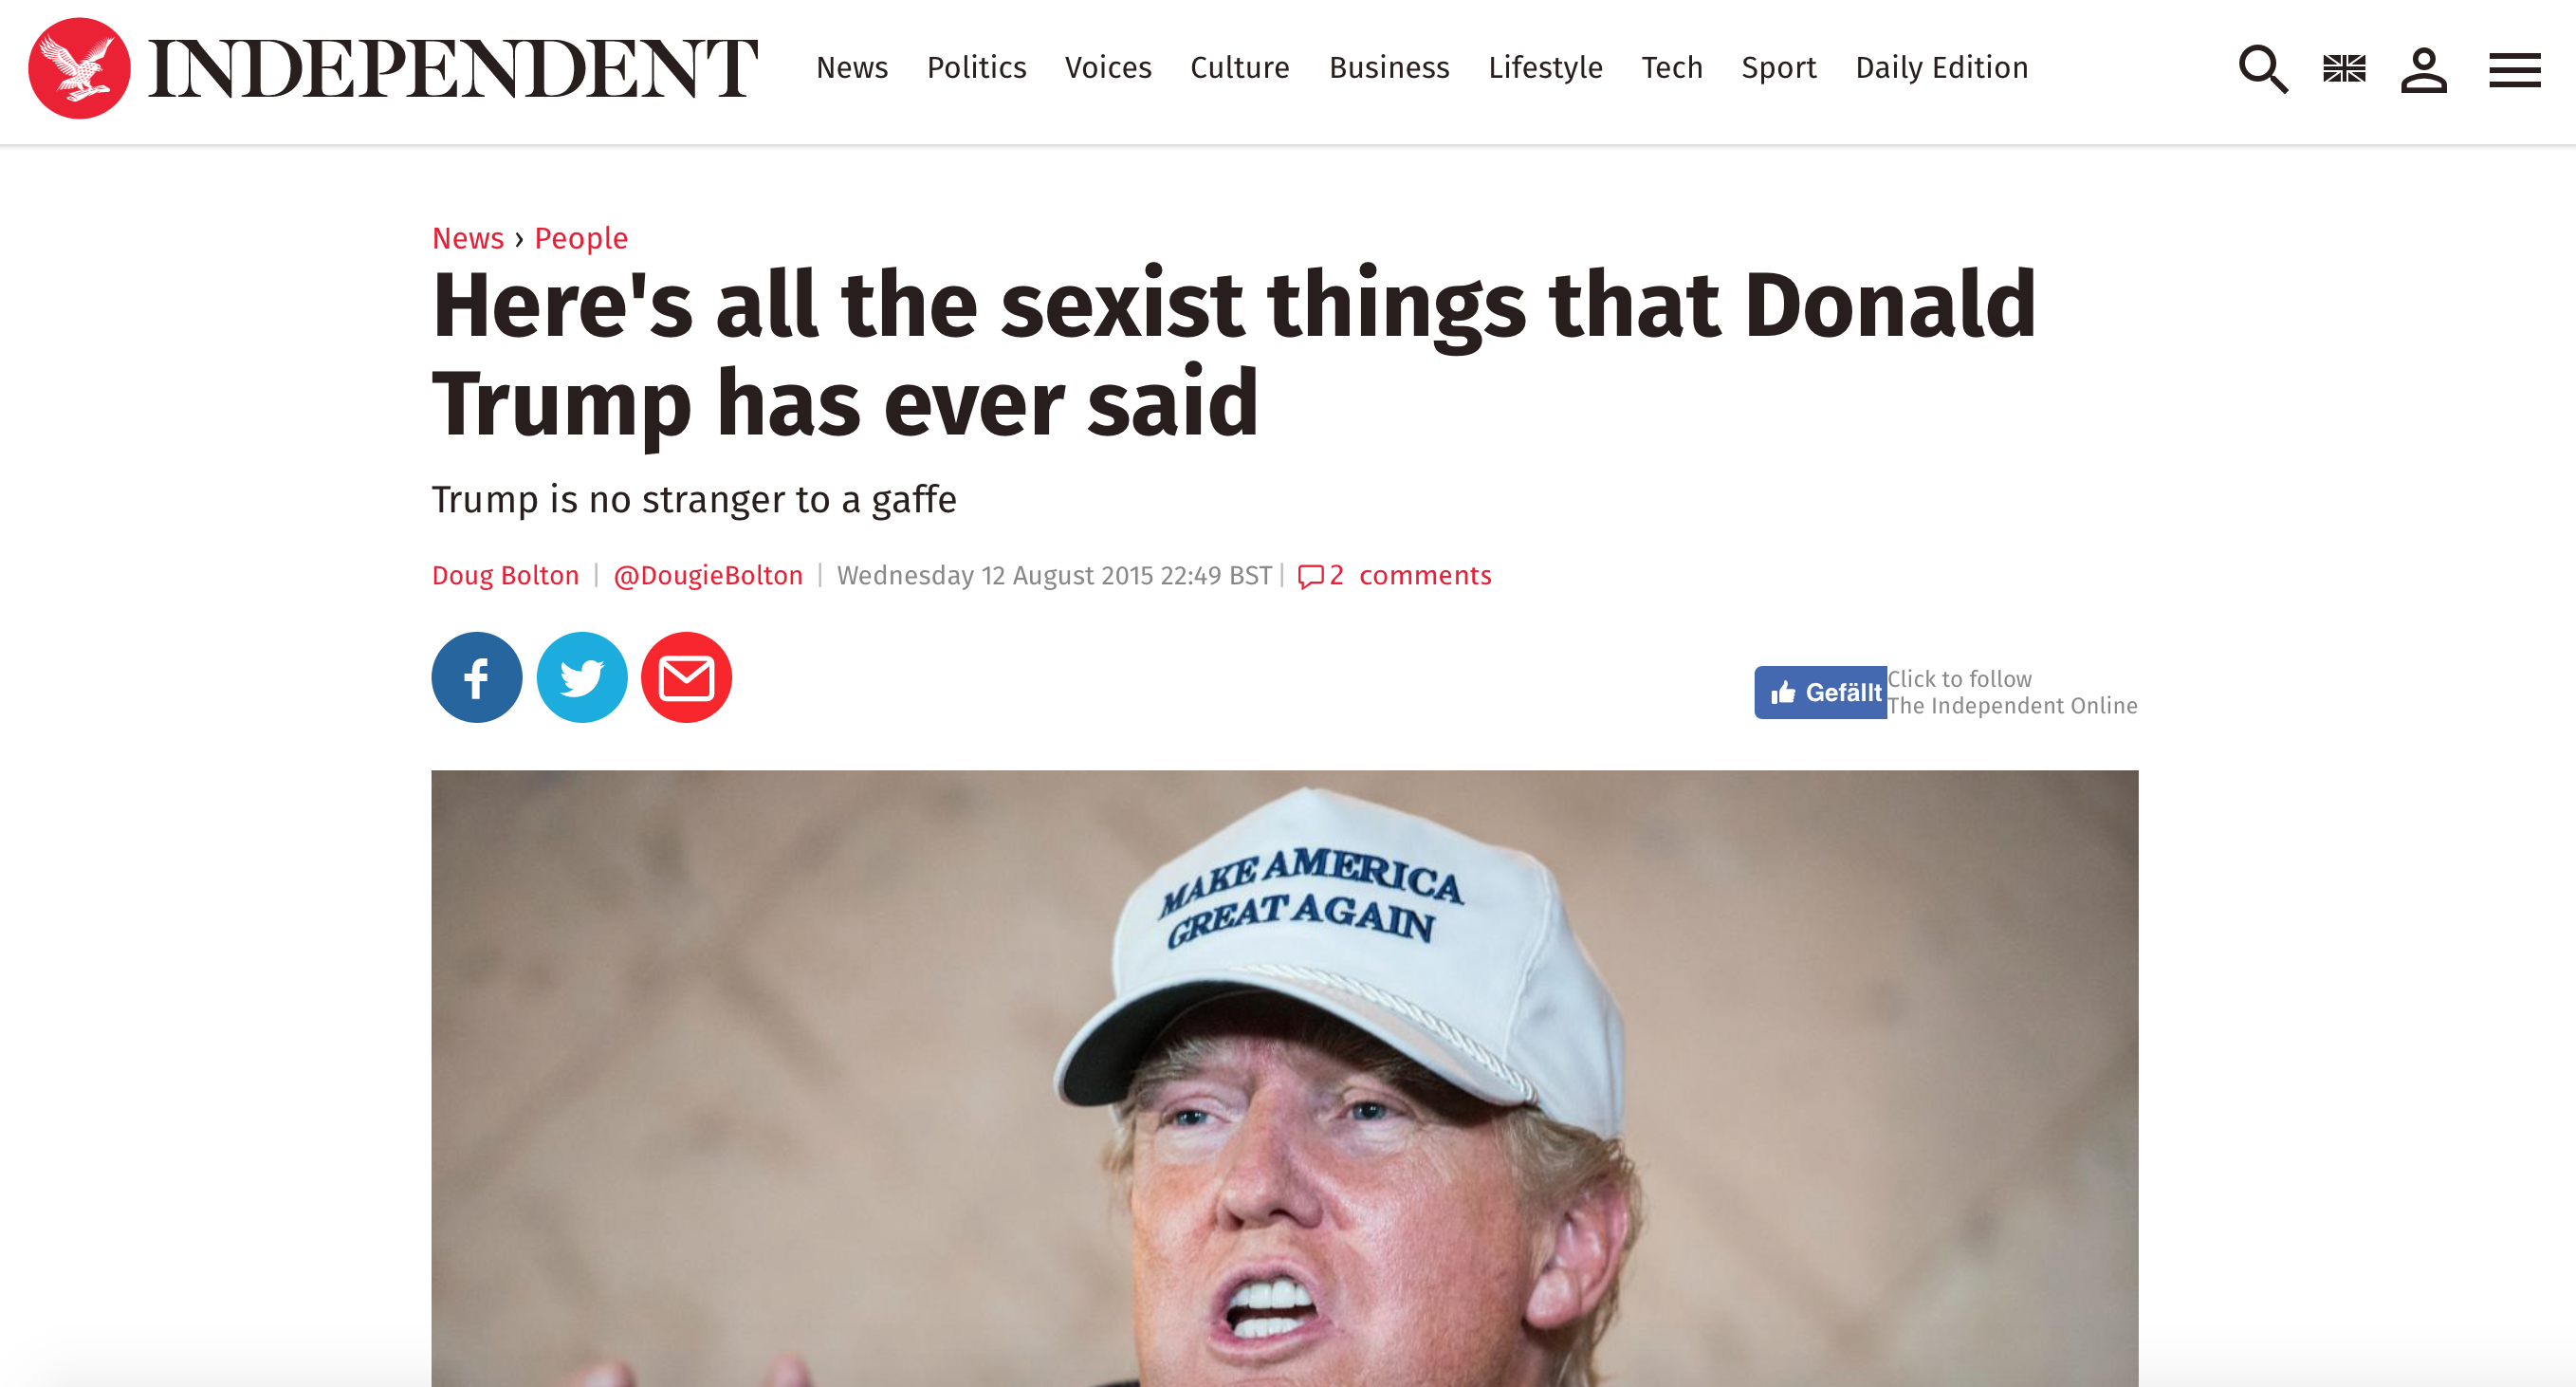 INDEPENDENT
News Politics Voices Culture Business Lifestyle Tech Sport Daily Edition
News › People
Here's all the sexist things that Donald
Trump has ever said
Trump is no stranger to a gaffe
Doug Bolton | @DougieBolton | Wednesday 12 August 2015 22:49 BST | 2 comments
f
Gefällt
Click to follow
The Independent Online
MAKE AMERICA
GREAT AGAIN